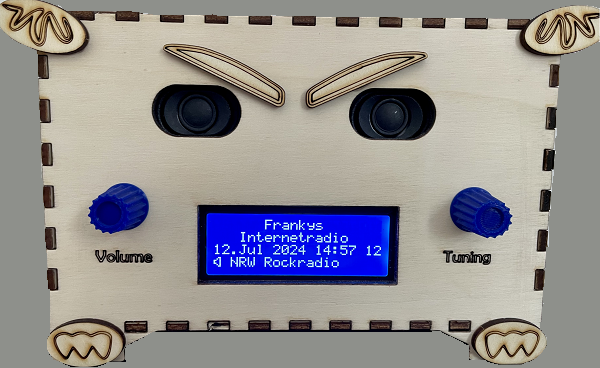 Frankys
Internetradio
12.Jul 2024 14:57 12
NRW Rockradio
Volume
Tuning